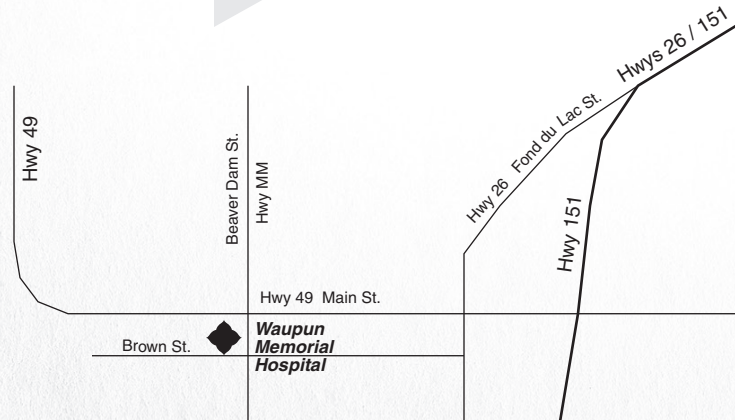 Hwys 26 / 151
Hwy 49
Beaver Dam St.
Hwy MM
Hwy 26 Fond du Lac St.
Hwy 151
Hwy 49 Main St.
Brown St.
Waupun
Memorial
Hospital